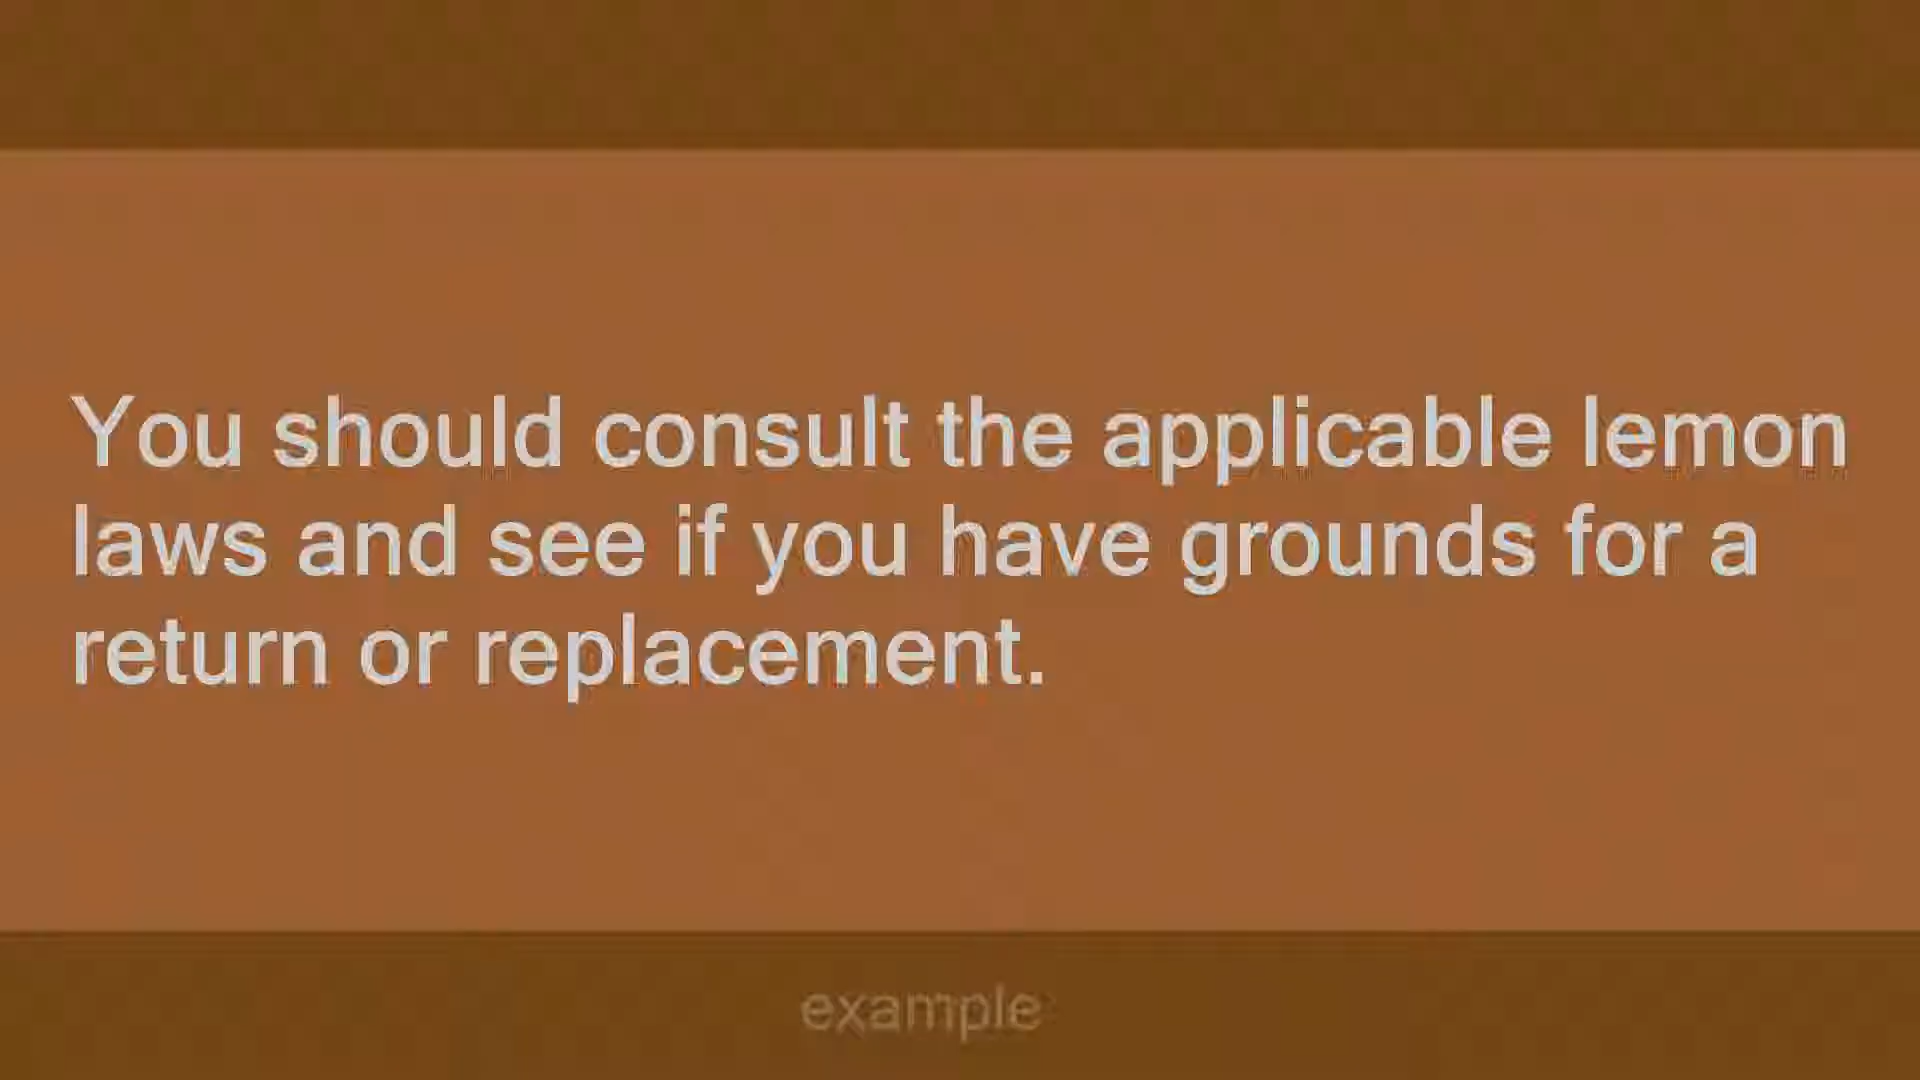 You should consult the applicable lemon
laws and see if you have grounds for a
return or replacement.
example